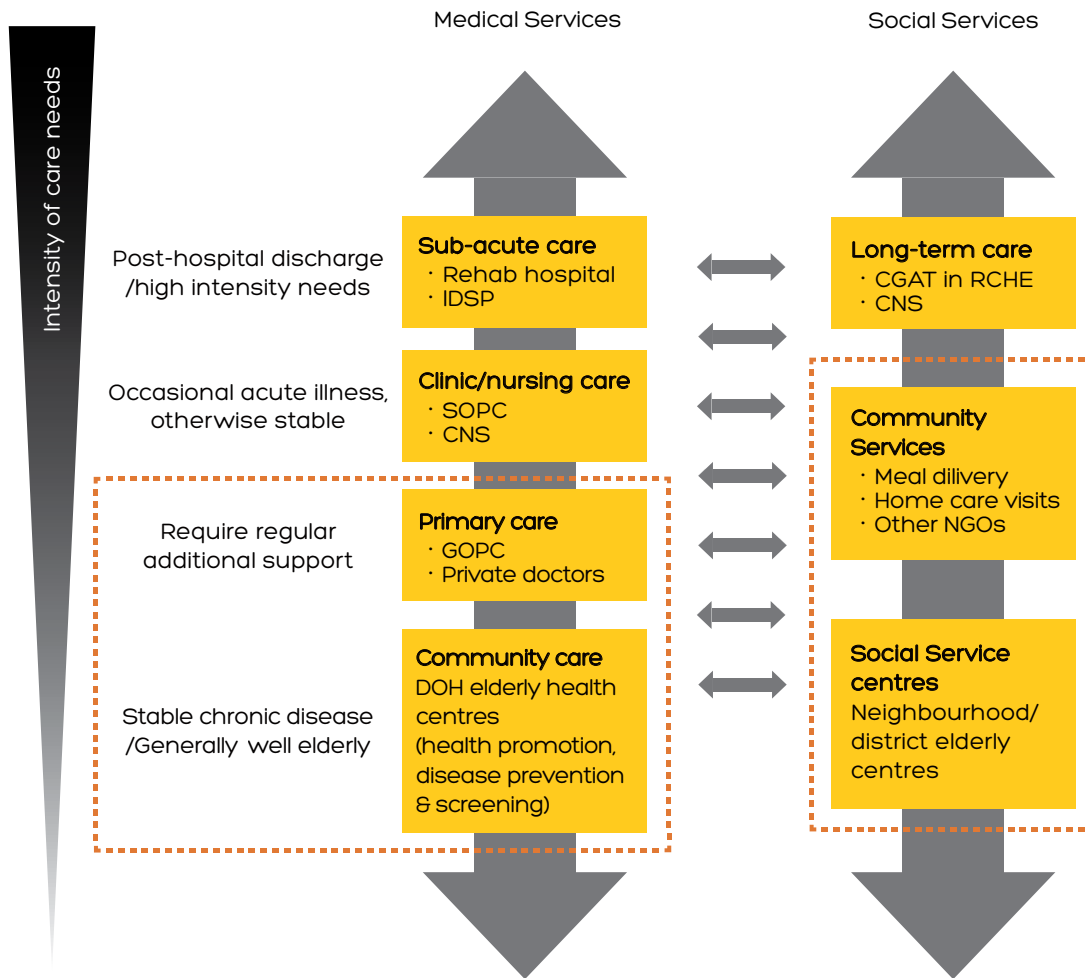 Medical Services
Social Services
Intensity of care needs
Post-hospital discharge
/high intensity needs
Sub-acute care
· Rehab hospital
· IDSP
Long-term care
· CGAT in RCHE
· CNS
Occasional acute illness,
otherwise stable
Clinic/nursing care
· SOPC
· CNS
Community
Services
· Meal dilivery
· Home care visits
· Other NGOs
Require regular
additional support
Primary care
· GOPC
· Private doctors
Stable chronic disease
/Generally well elderly
Community care
DOH elderly health
centres
(health promotion,
disease prevention
& screening)
Social Service
centres
Neighbourhood/
district elderly
centres